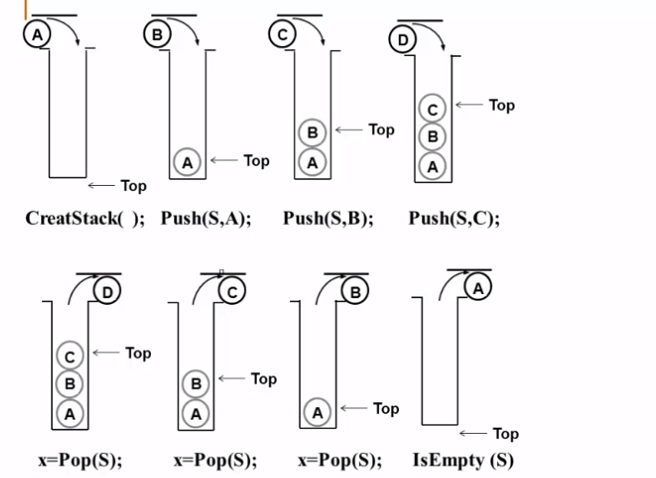 A
B
C
D
B
C
B
C
B
A
A
A
Top
Top
Top
Top
CreatStack( ); Push(S,A); Push(S,B); Push(S,C);
D
C
B
A
C
B
A
B
A
A
Top
Top
Top
Top
x=Pop(S); x=Pop(S); x=Pop(S); IsEmpty (S)